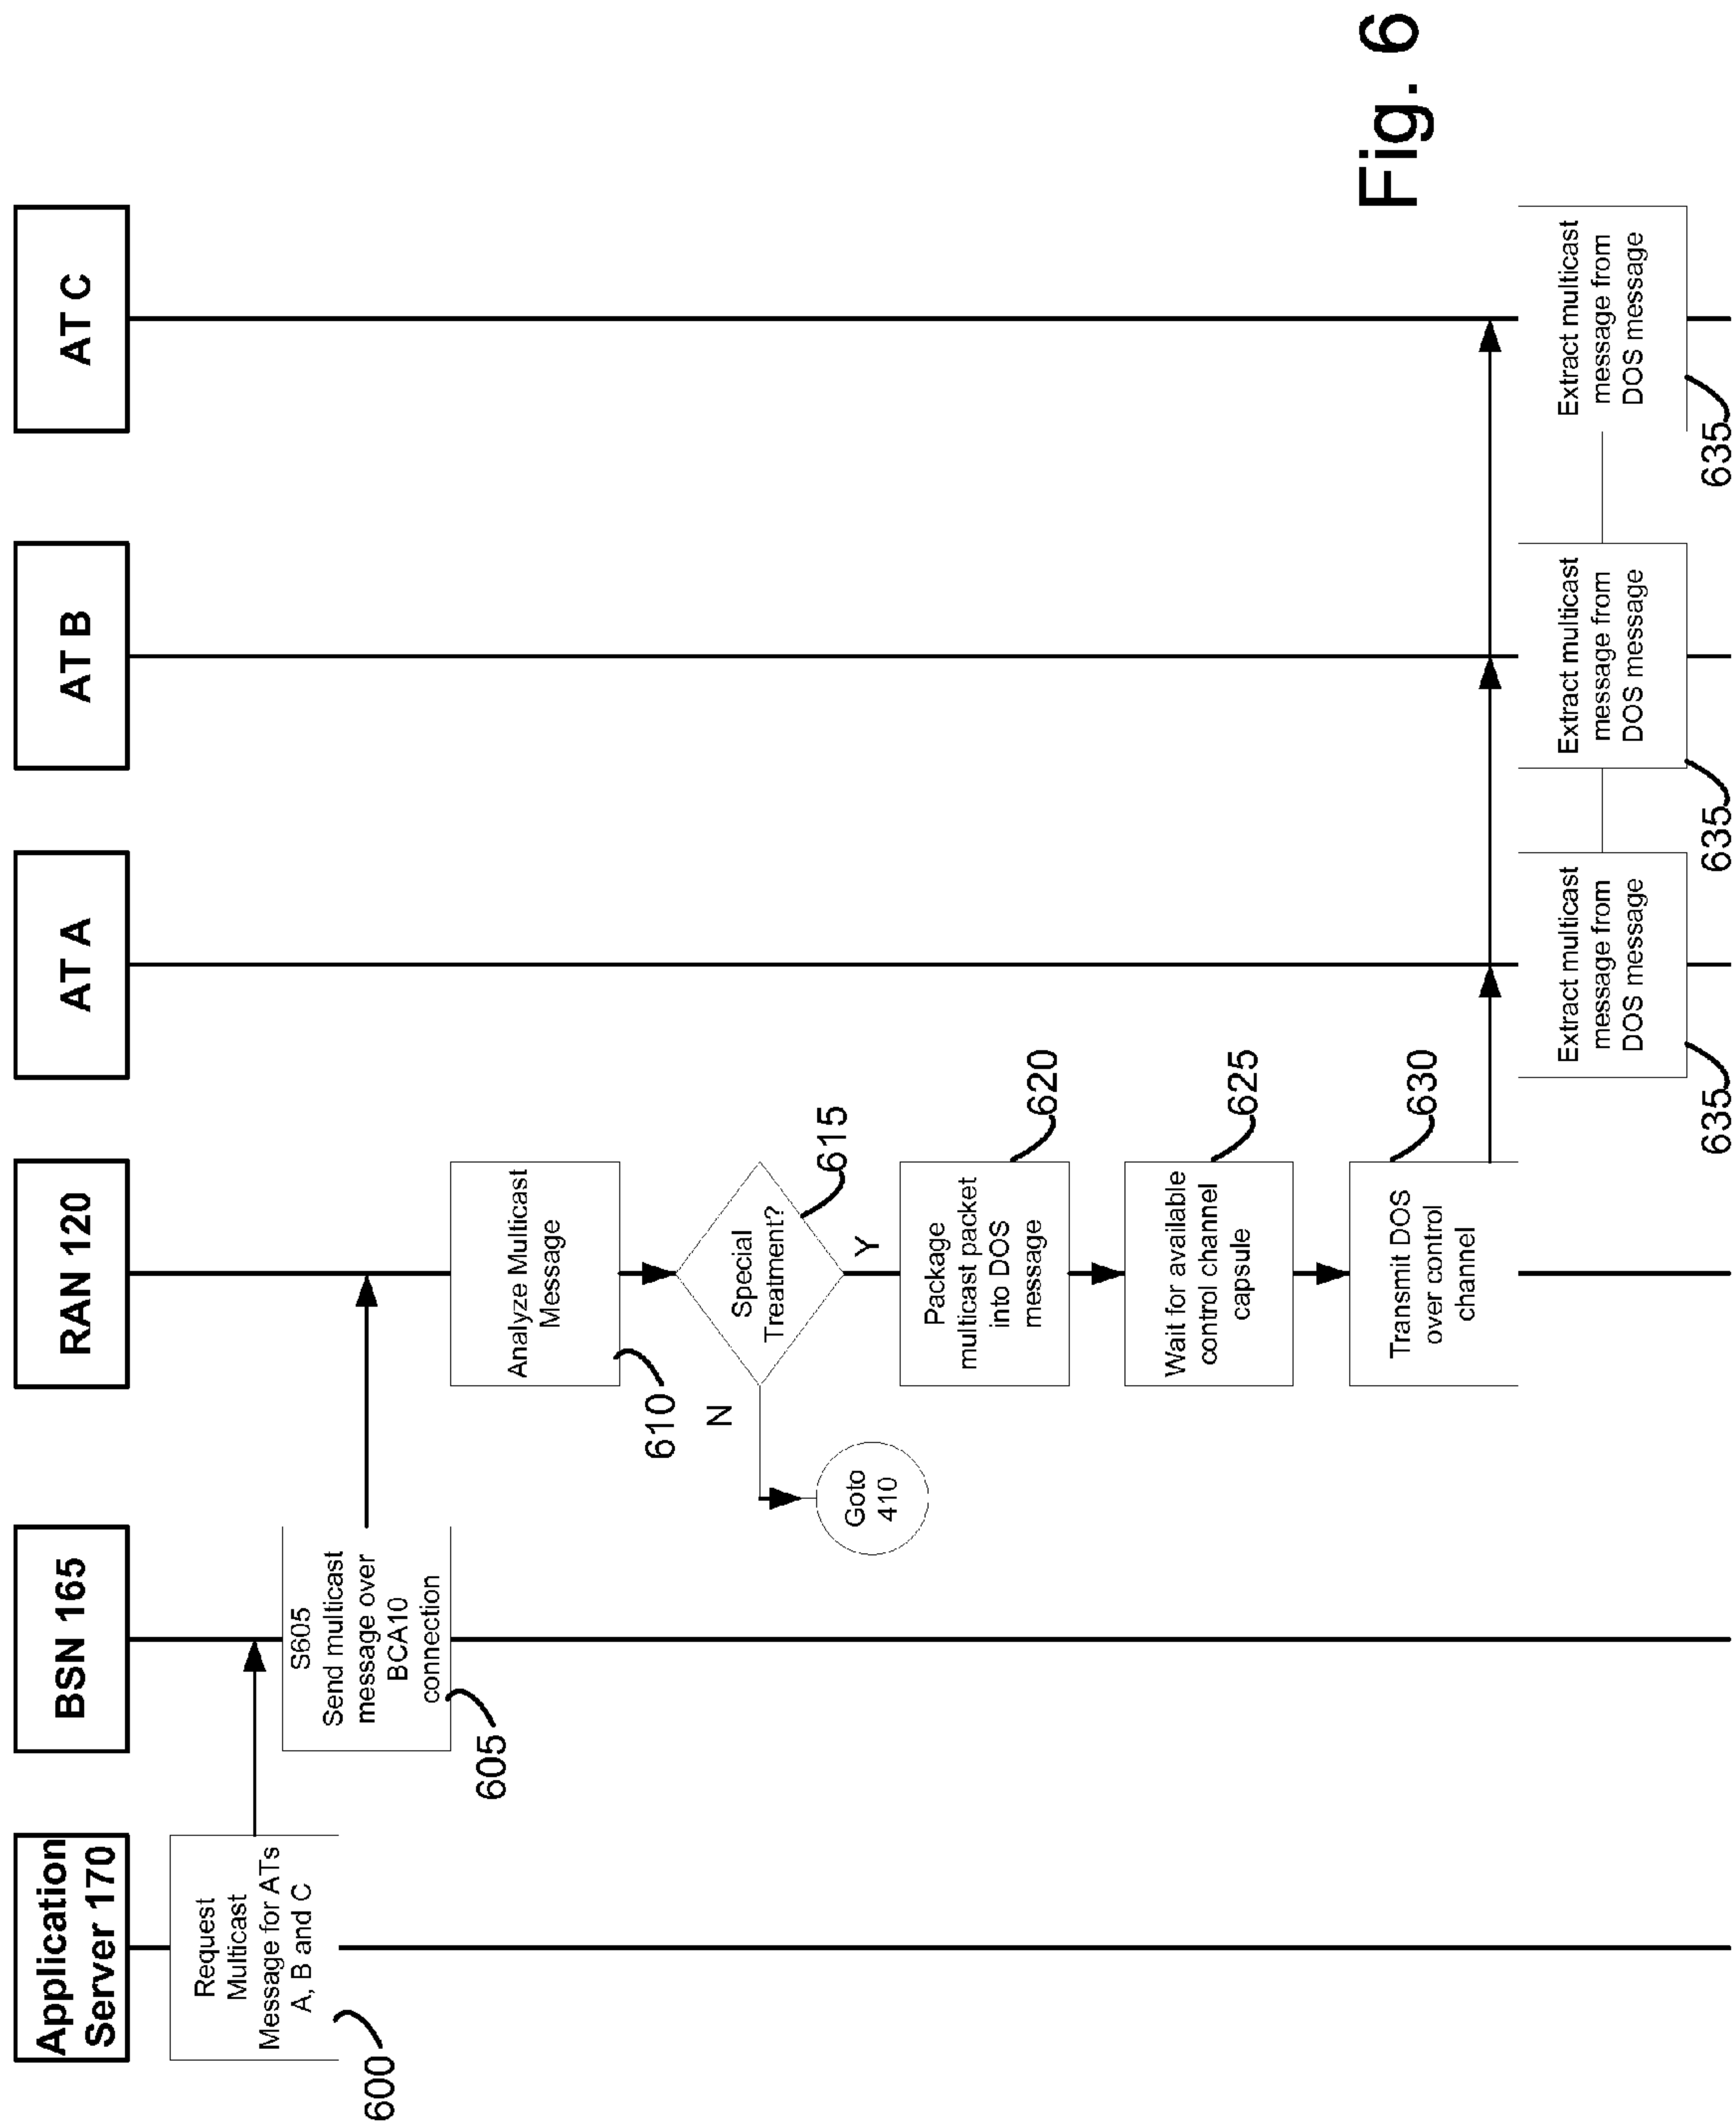 Application
Server 170
BSN 165
RAN 120
AT A
AT B
AT C
Request
Multicast
Message for ATs
A, B and C
600
S605
Send multicast
message over
BCA10
connection
605
Analyze Multicast
Message
610
Special
Treatment?
615
N
Y
Goto
410
Package
multicast packet
into DOS
message
620
Wait for available
control channel
capsule
625
Transmit DOS
over control
channel
630
Extract multicast
message from
DOS message
635
Extract multicast
message from
DOS message
635
Extract multicast
message from
DOS message
635
Fig. 6